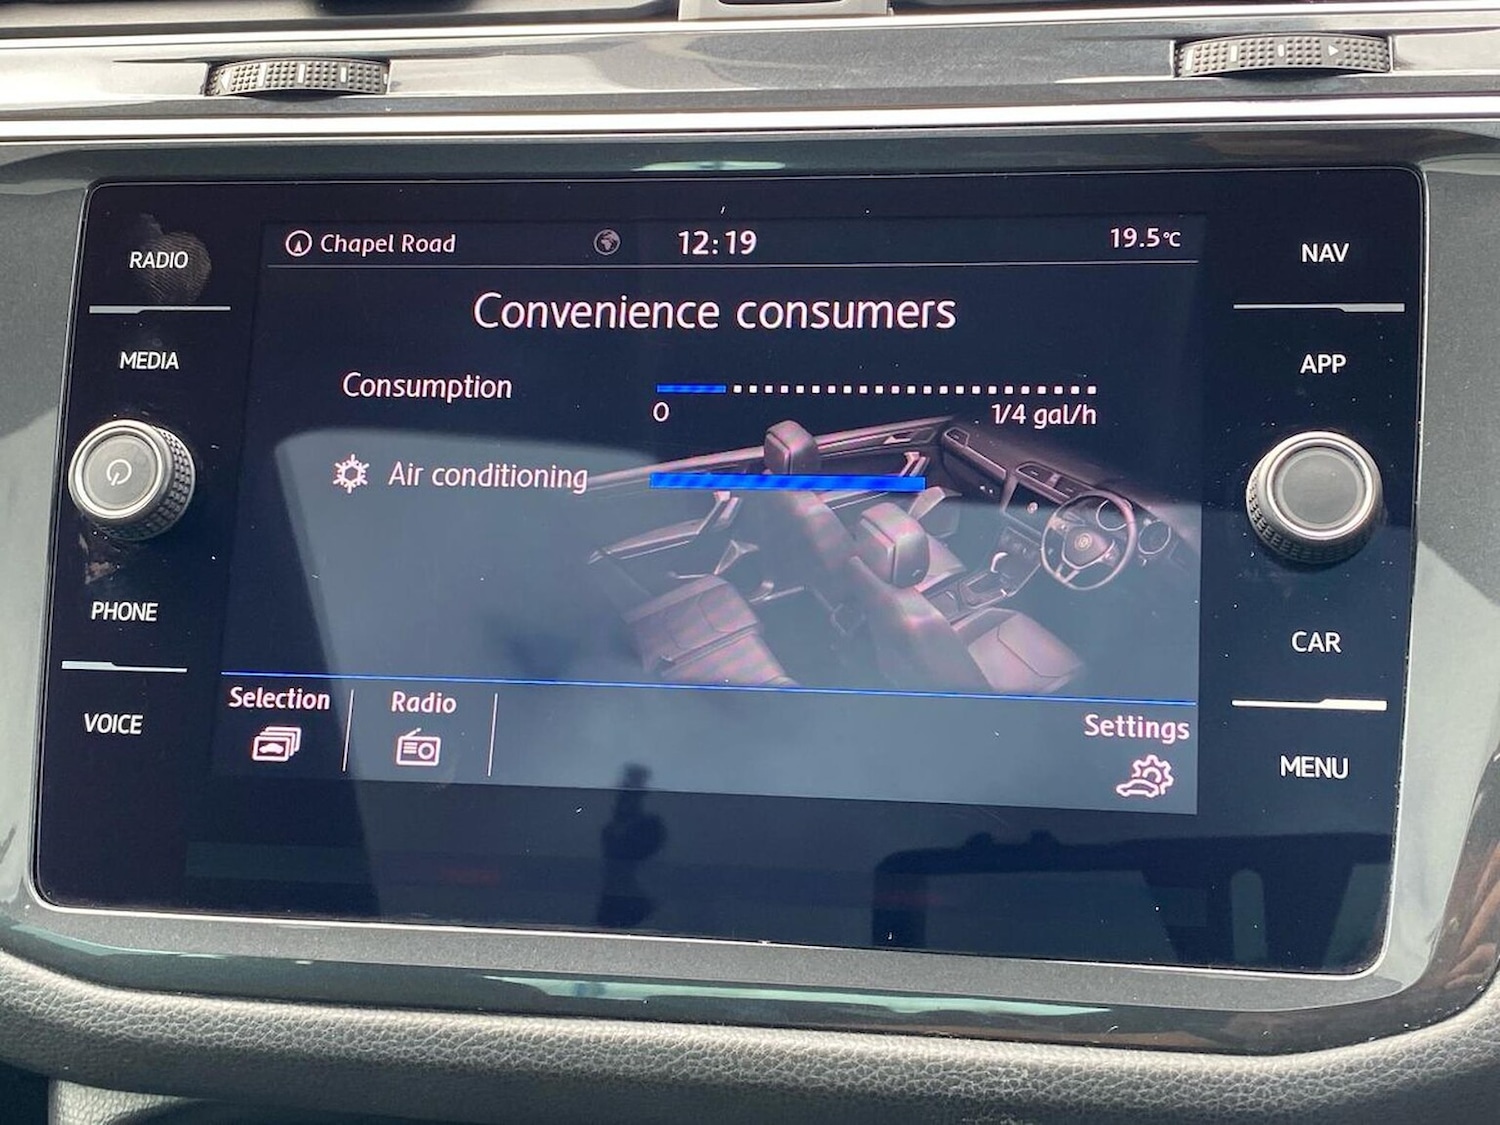 RADIO
MEDIA
PHONE
VOICE
Chapel Road
12:19
19.5°C
Convenience consumers
Consumption
0
1/4 gal/h
Air conditioning
Selection
Radio
Settings
NAV
APP
CAR
MENU